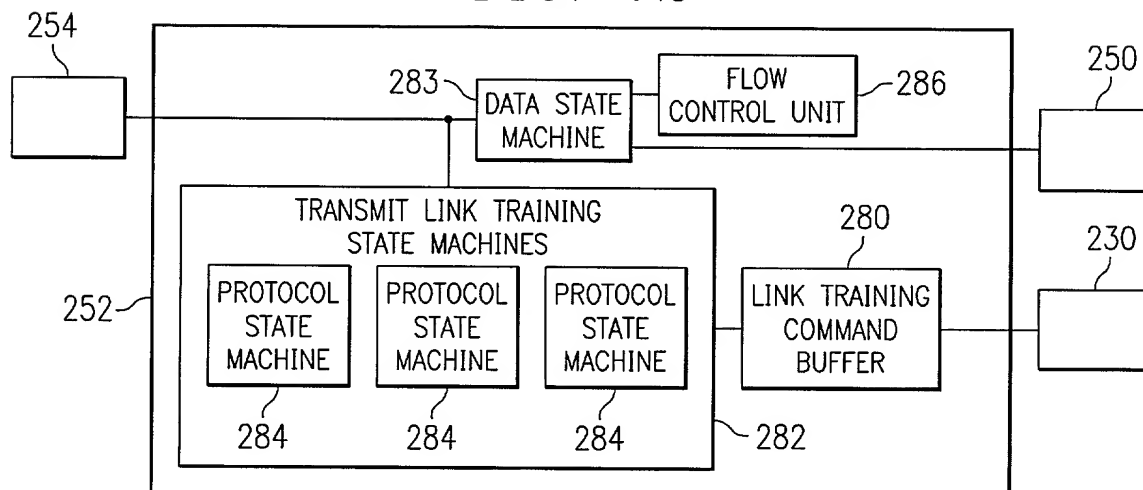 254
283
DATA STATE
MACHINE
FLOW
CONTROL UNIT
286
250
TRANSMIT LINK TRAINING
STATE MACHINES
280
230
252
PROTOCOL
STATE
MACHINE
PROTOCOL
STATE
MACHINE
PROTOCOL
STATE
MACHINE
LINK TRAINING
COMMAND
BUFFER
284
284
284
282